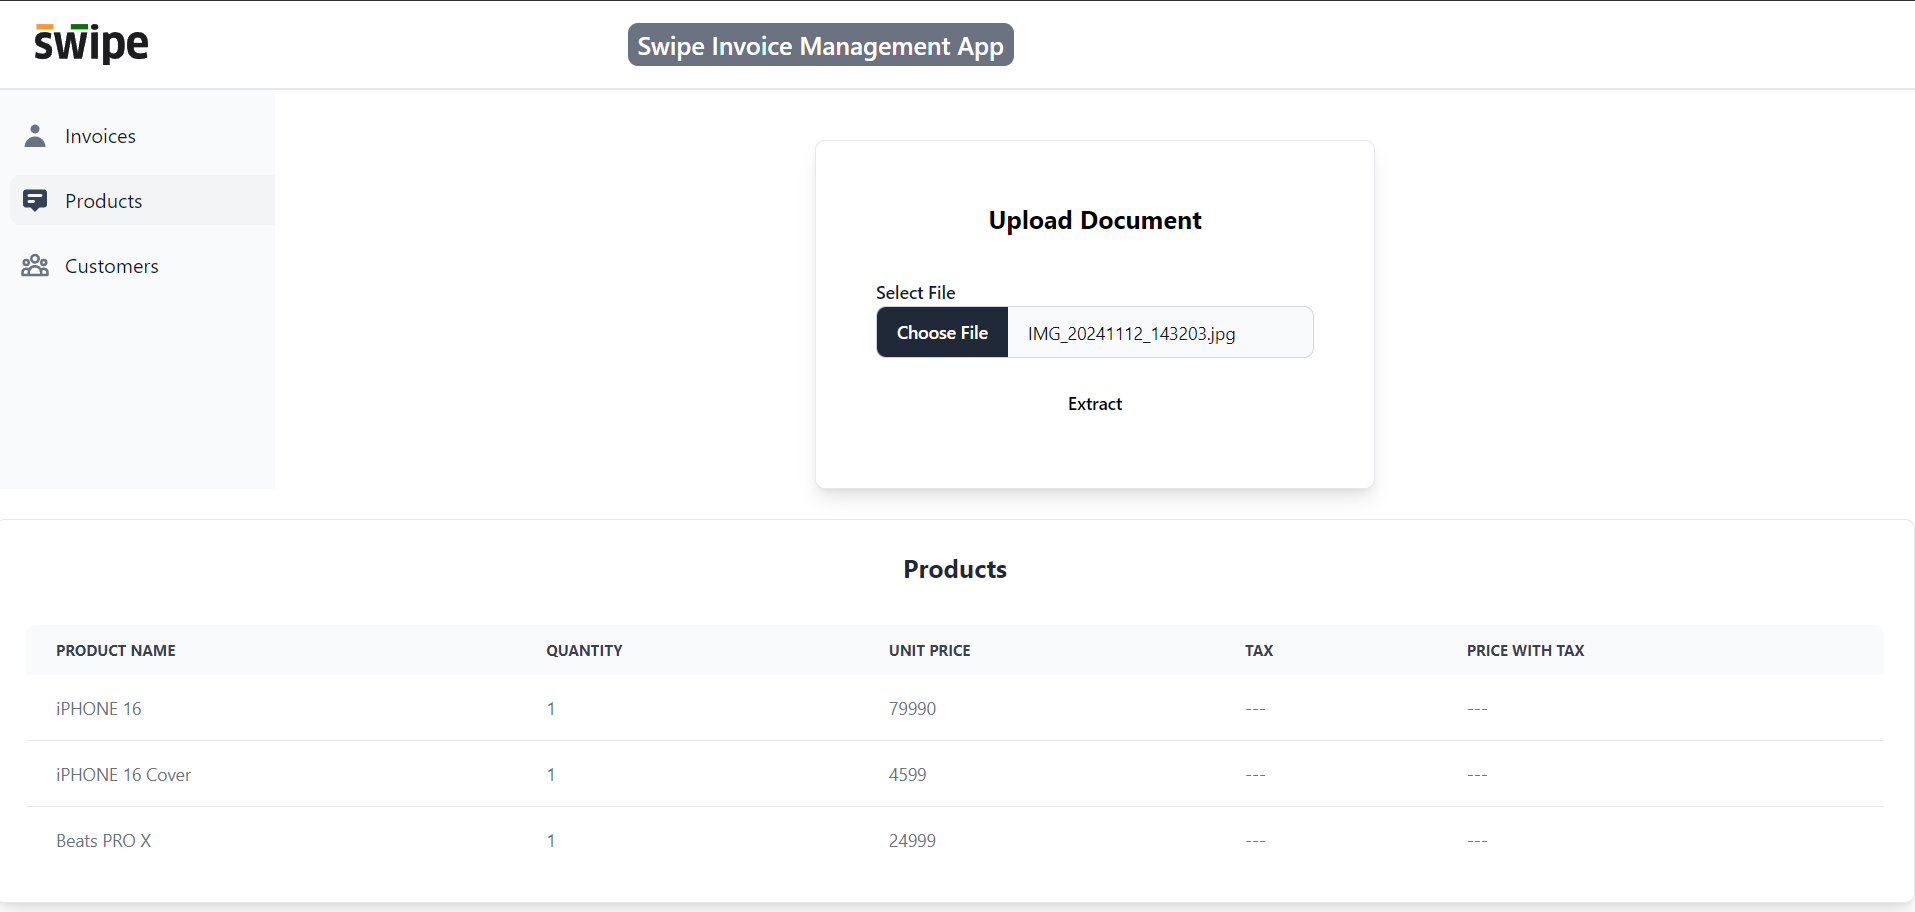 swipe
Swipe Invoice Management App
Invoices
Products
Customers
Upload Document
Select File
Choose File IMG_20241112_143203.jpg
Extract
Products
PRODUCT NAME QUANTITY UNIT PRICE TAX PRICE WITH TAX
iPHONE 16 1 79990 --- ---
iPHONE 16 Cover 1 4599 --- ---
Beats PRO X 1 24999 --- ---